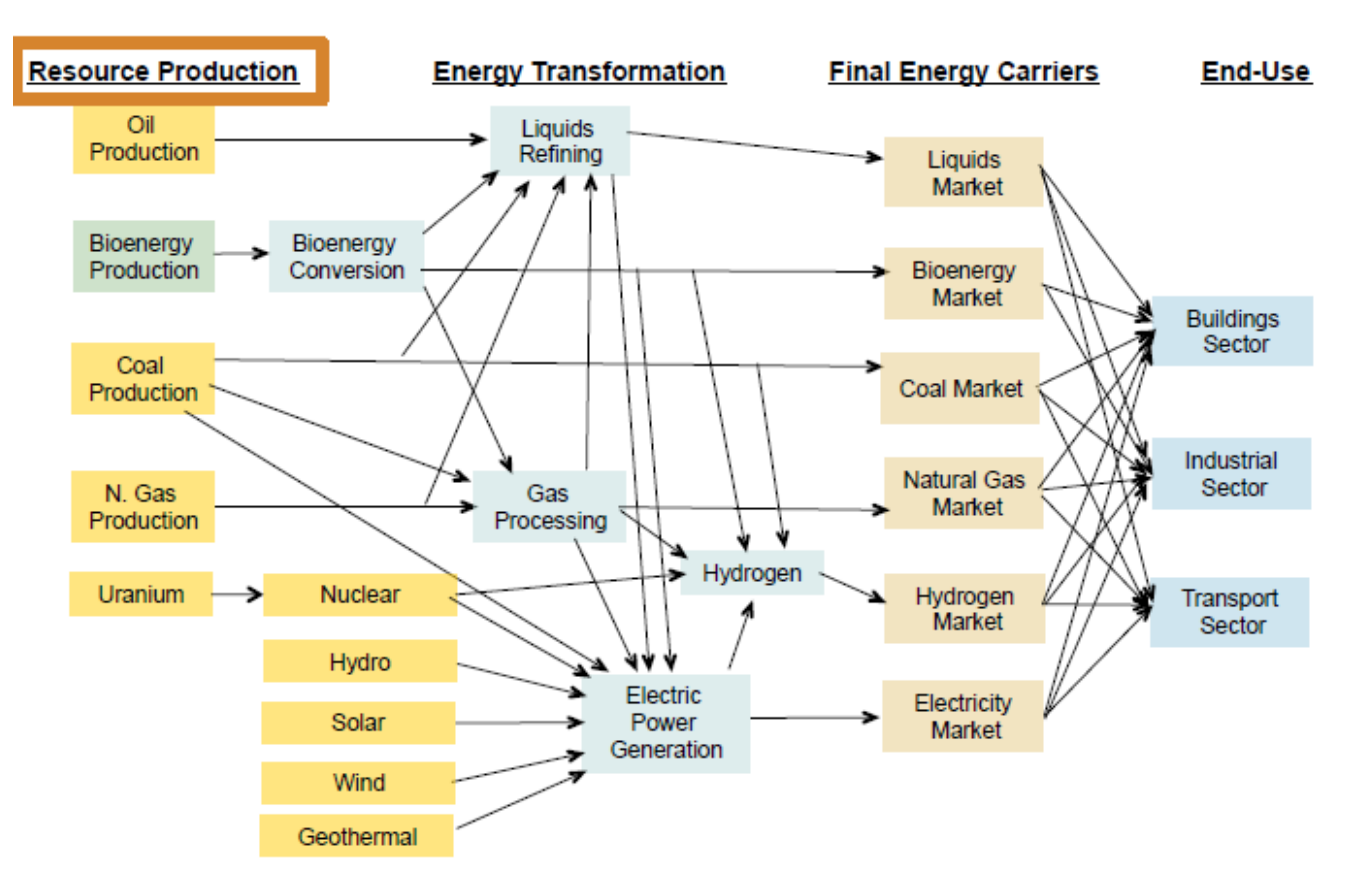 Resource Production
Energy Transformation
Final Energy Carriers
End-Use
Oil
Production
Liquids
Refining
Liquids
Market
Bioenergy
Production
Bioenergy
Conversion
Bioenergy
Market
Buildings
Sector
Coal
Production
Coal Market
N. Gas
Production
Gas
Processing
Natural Gas
Market
Industrial
Sector
Uranium
Nuclear
Hydrogen
Hydrogen
Market
Transport
Sector
Hydro
Solar
Wind
Geothermal
Electric
Power
Generation
Electricity
Market